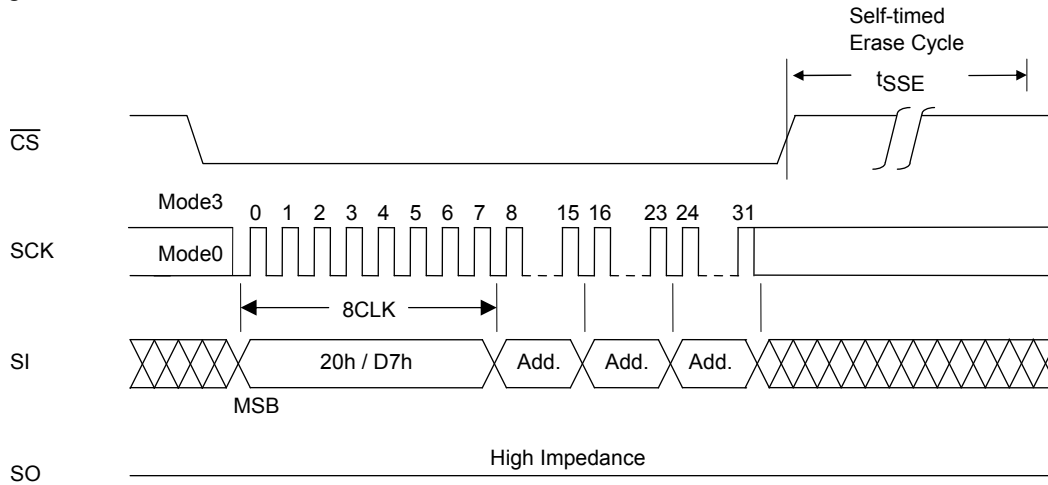 Self-timed
Erase Cycle
tSSE
CS
Mode3
0 1 2 3 4 5 6 7 8 15 16 23 24 31
SCK
Mode0
8CLK
SI
20h / D7h
Add. Add. Add.
MSB
High Impedance
SO